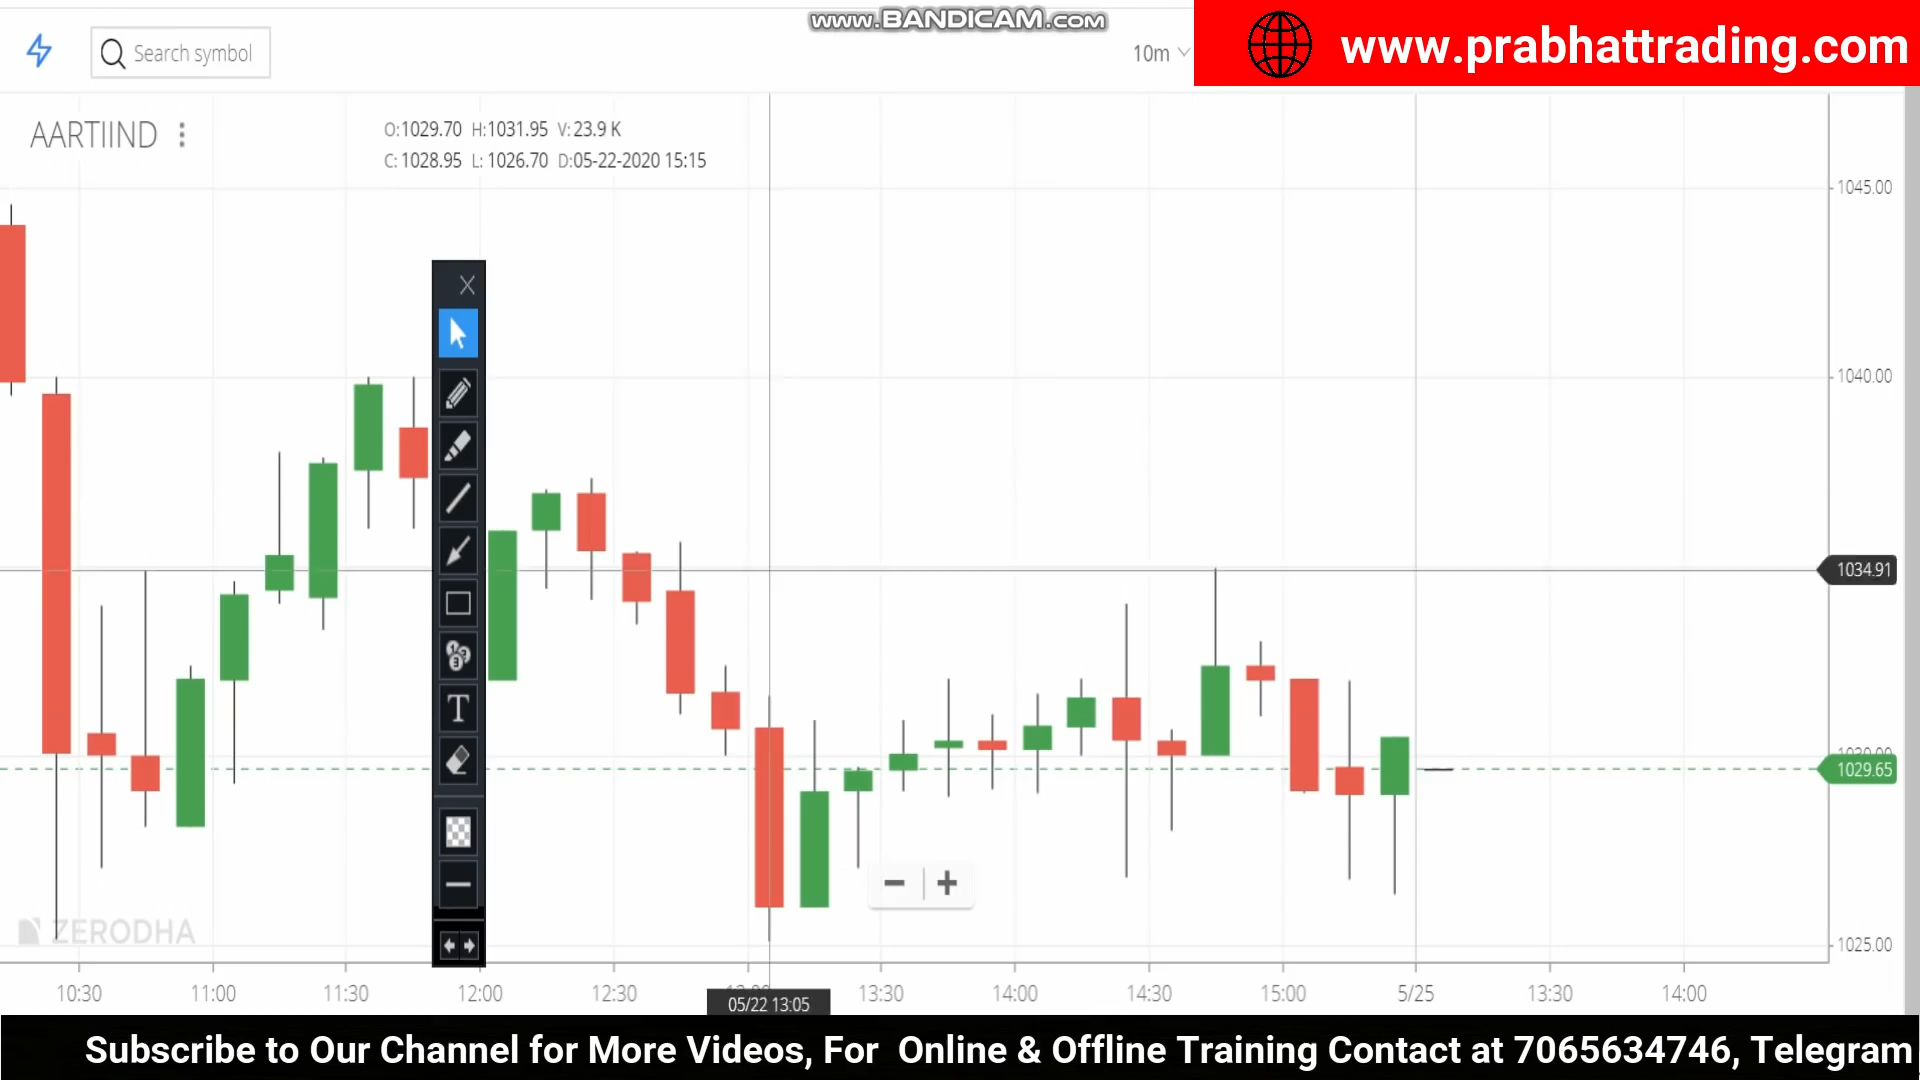 www.BANDICAM.com
Search symbol
10m
www.prabhattrading.com
AARTIIND
O:1029.70 H:1031.95 V:23.9 K
C:1028.95 L:1026.70 D:05-22-2020 15:15
1045.00
1040.00
1034.91
1030.00
1029.65
1025.00
T
ZERODHA
10:30 11:00 11:30 12:00 12:30 13:30 14:00 14:30 15:00 5/25 13:30 14:00
05/22 13:05
Subscribe to Our Channel for More Videos, For Online & Offline Training Contact at 7065634746, Telegram